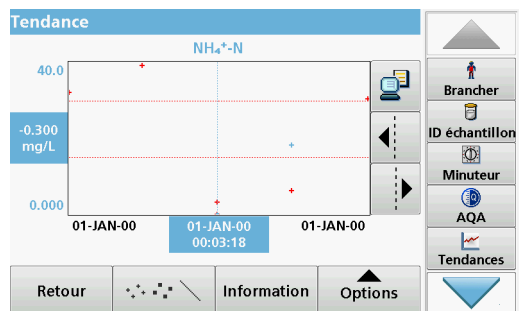 Tendance
NH₄⁺-N
40.0
-0.300
mg/L
0.000
01-JAN-00
01-JAN-00
00:03:18
01-JAN-00
Retour
Information
Options
Brancher
ID échantillon
Minuteur
AQA
Tendances